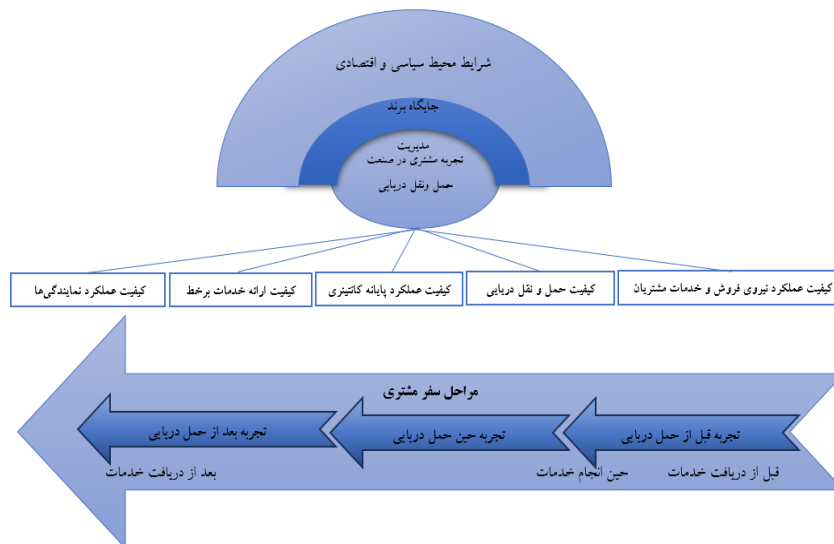 شرایط محیط سیاسی و اقتصادی
جایگاه برند
مدیریت
تجربه مشتری در صنعت
حمل ونقل دریایی
کیفیت عملکرد نیروی فروش و خدمات مشتریان
کیفیت حمل و نقل دریایی
کیفیت عملکرد پایانه کانتینری
کیفیت ارائه خدمات برخط
کیفیت عملکرد نمایندگی‌ها
مراحل سفر مشتری
تجربه قبل از حمل دریایی
تجربه حین حمل دریایی
تجربه بعد از حمل دریایی
قبل از دریافت خدمات
حین انجام خدمات
بعد از دریافت خدمات